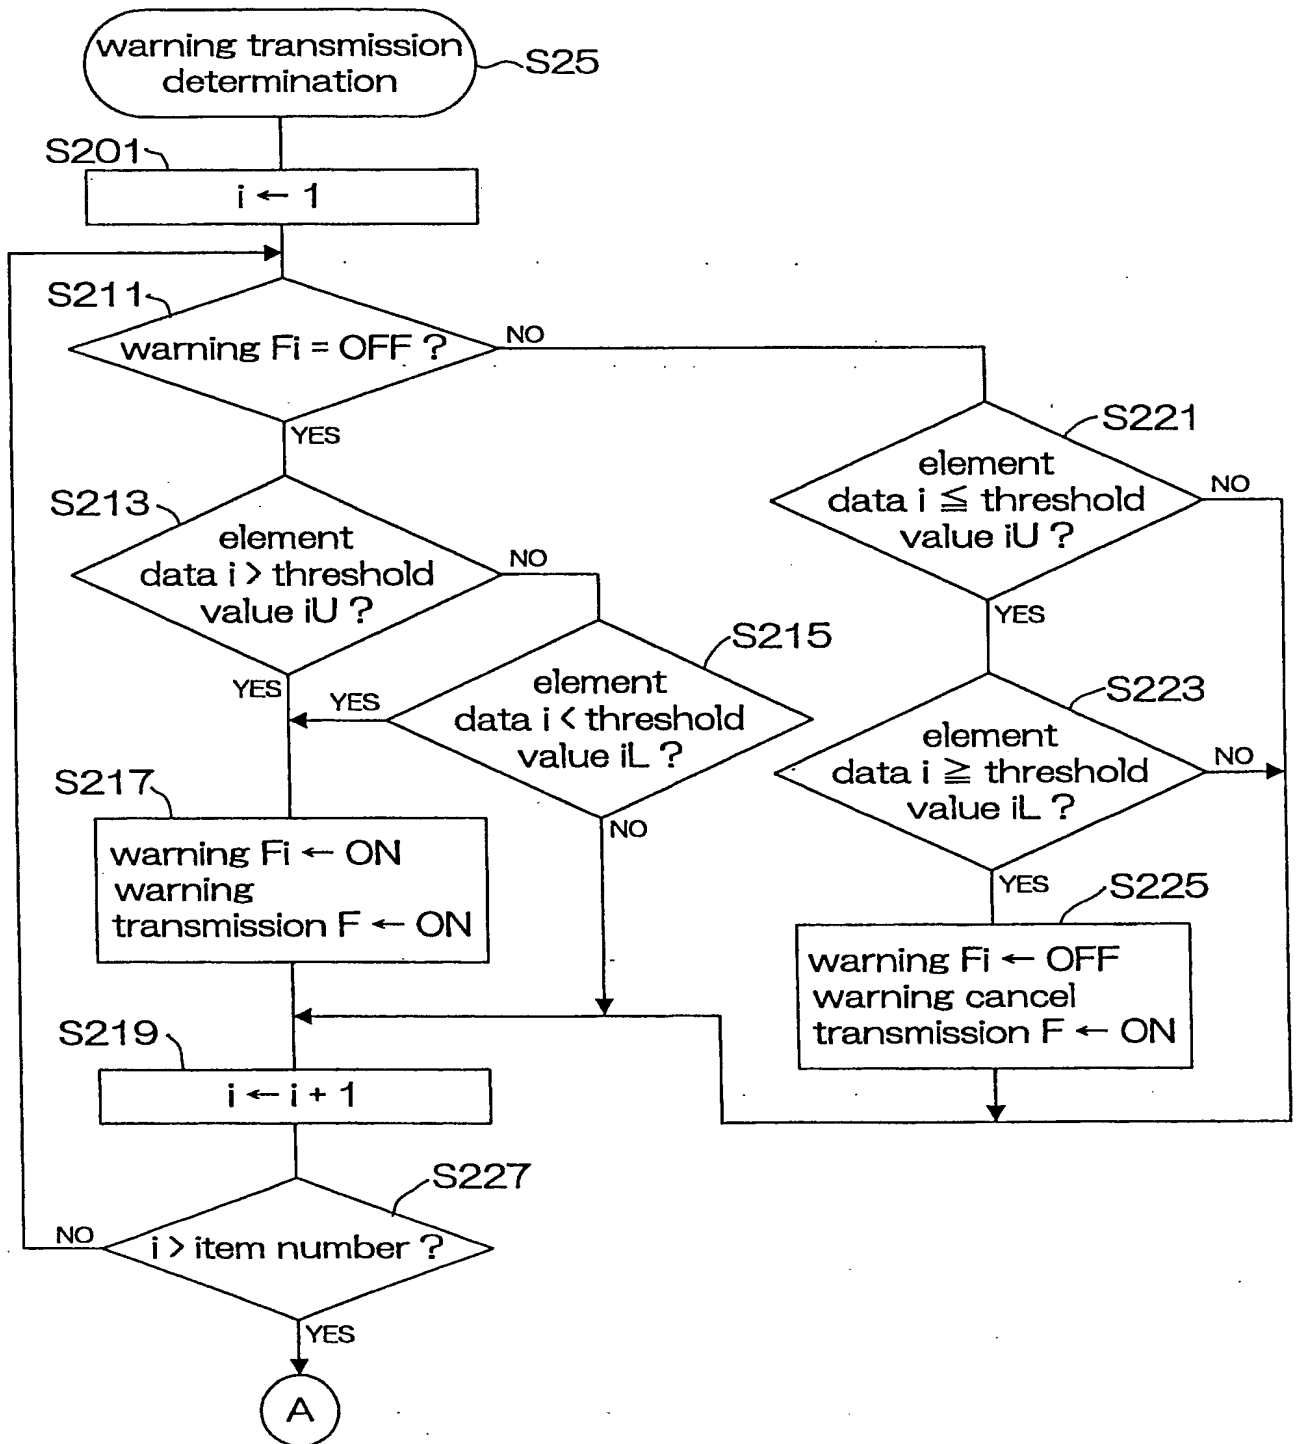 warning transmission
determination
S25
S201
i ← 1
S211
warning Fi = OFF ?
NO
YES
S221
element
data i ≦ threshold
value iU ?
NO
YES
S213
element
data i > threshold
value iU ?
NO
YES
S215
element
data i < threshold
value iL ?
YES
NO
S223
element
data i ≧ threshold
value iL ?
NO
YES
S217
warning Fi ← ON
warning
transmission F ← ON
S225
warning Fi ← OFF
warning cancel
transmission F ← ON
S219
i ← i + 1
S227
i > item number ?
NO
YES
A